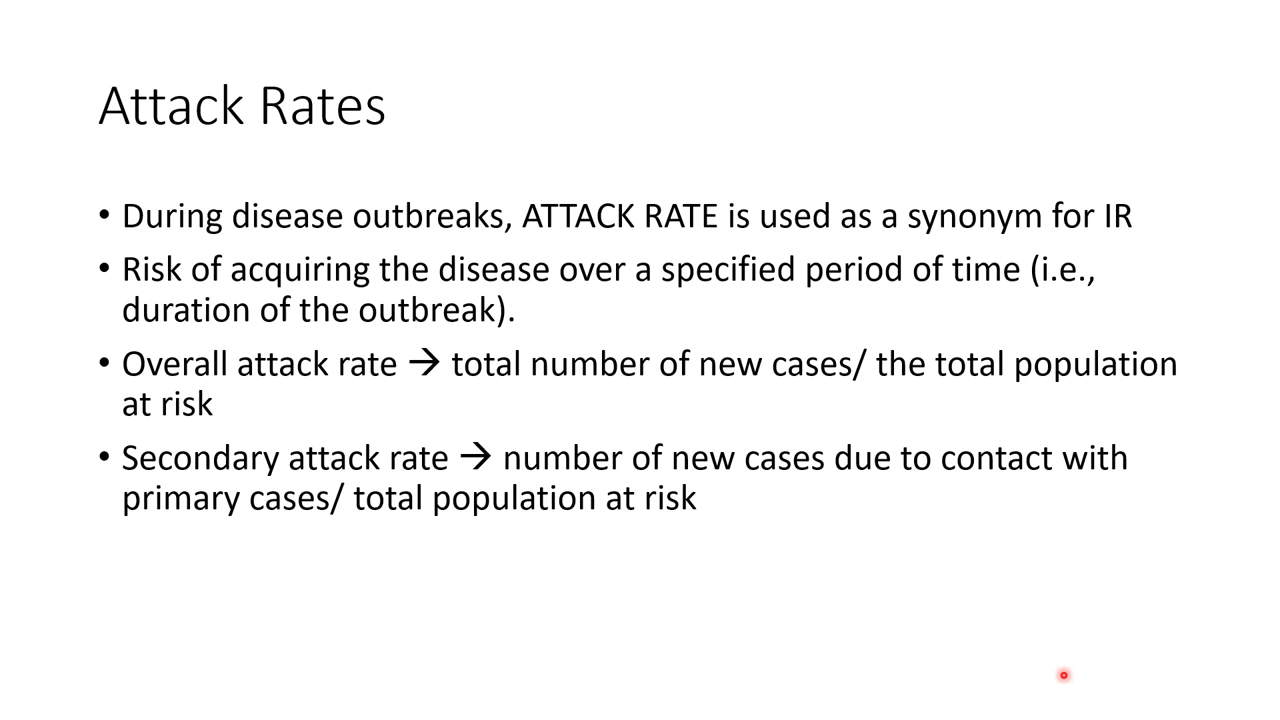 Attack Rates
• During disease outbreaks, ATTACK RATE is used as a synonym for IR
• Risk of acquiring the disease over a specified period of time (i.e.,
duration of the outbreak).
• Overall attack rate → total number of new cases/ the total population
at risk
• Secondary attack rate → number of new cases due to contact with
primary cases/ total population at risk